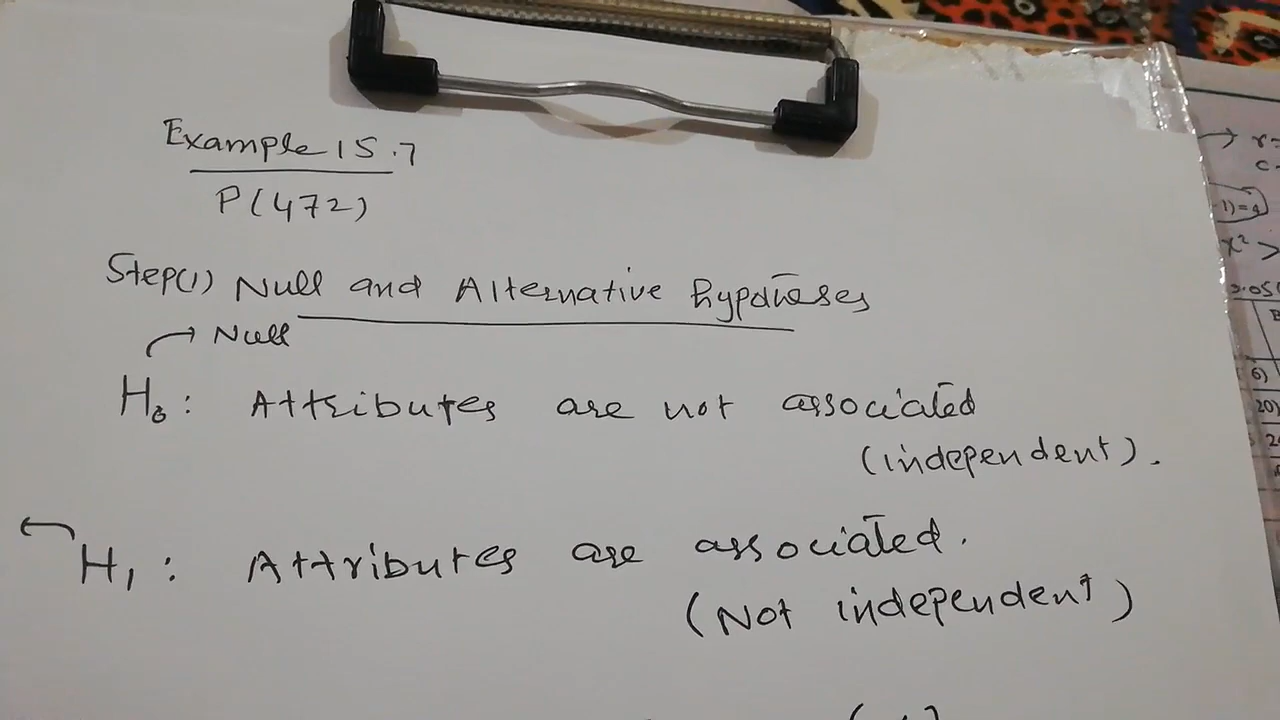 Example 15.7
P(472)
Step(1) Null and Alternative Hypotheses
→ Null
H₀: Attributes are not associated
(independent).
H₁: Attributes are associated.
(Not independent)